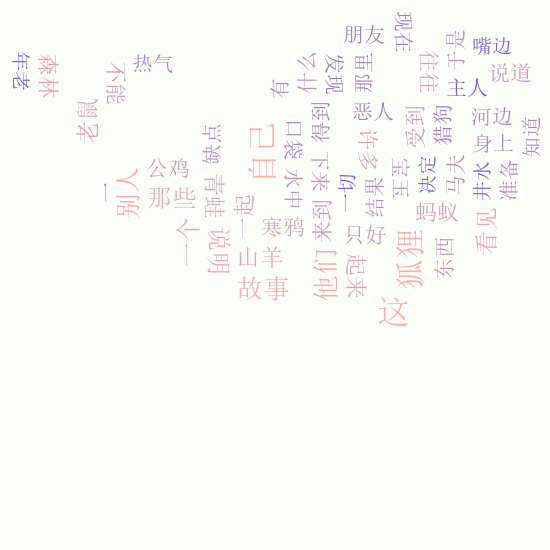 现在
朋友
于是
嘴边
往往
年老
森林
热气
不能
什么
发现
那里
说道
有
主人
老鼠
恶人
得到
受到
猎狗
河边
知道
口袋
缺点
自己
许多
身上
来下
王宫
决定
马夫
井水
准备
公鸡
一
别人
那些
青蛙
水中
一切
结果
蚂蚁
一起
寒鸦
来到
只好
看见
一个
说明
山羊
他们
起来
狐狸
东西
故事
这